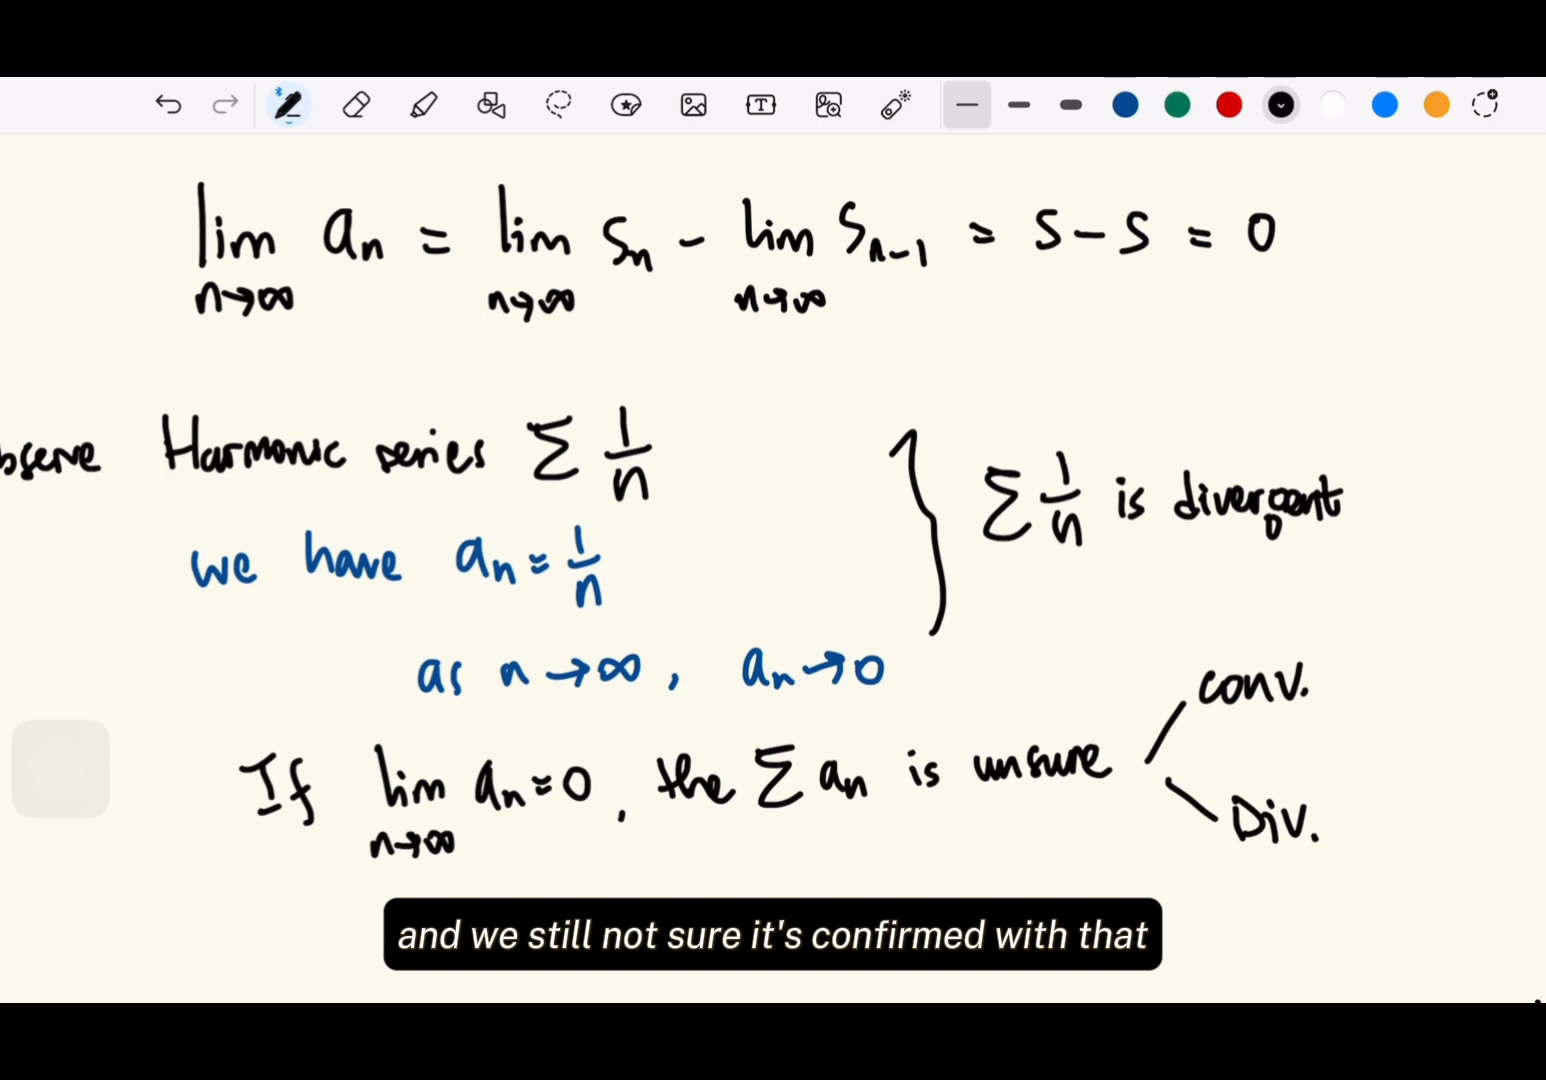 lim aₙ = lim Sₙ - lim Sₙ₋₁ = S - S = 0
n→∞ n→∞ n→∞
bserve Harmonic series Σ 1/n
Σ 1/n is divergent
we have aₙ = 1/n
as n→∞, aₙ→0
conv.
If lim aₙ = 0, the Σ aₙ is unsure
n→∞
Div.
and we still not sure it's confirmed with that